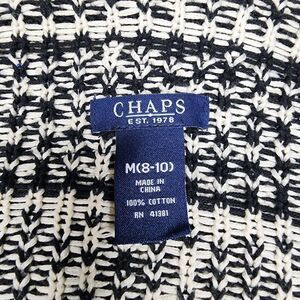 CHAPS
EST. 1978
M(8-10)
MADE IN
CHINA
100% COTTON
RN 41381